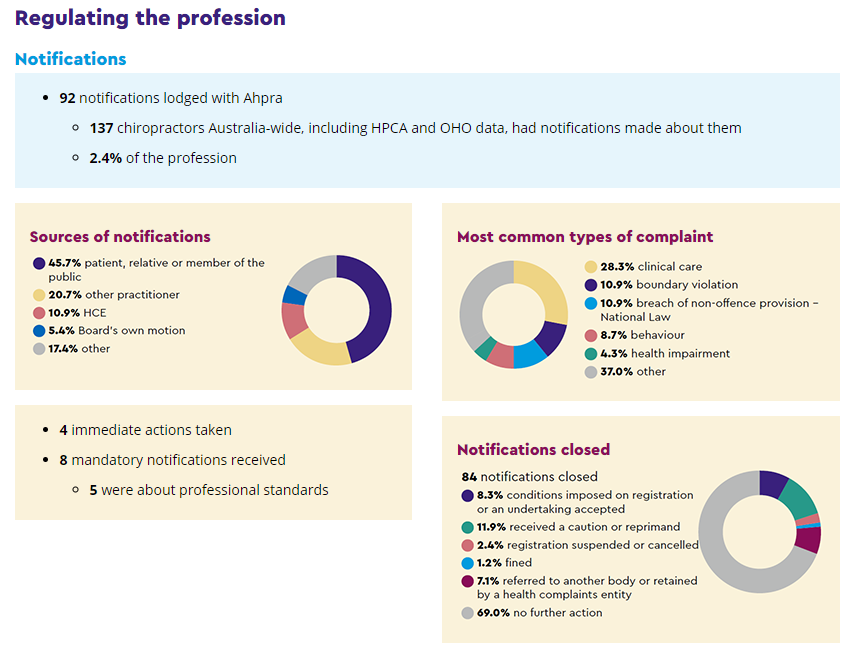 Regulating the profession
Notifications
• 92 notifications lodged with Ahpra
◦ 137 chiropractors Australia-wide, including HPCA and OHO data, had notifications made about them
◦ 2.4% of the profession
Sources of notifications
45.7% patient, relative or member of the
public
20.7% other practitioner
10.9% HCE
5.4% Board's own motion
17.4% other
Most common types of complaint
28.3% clinical care
10.9% boundary violation
10.9% breach of non-offence provision –
National Law
8.7% behaviour
4.3% health impairment
37.0% other
• 4 immediate actions taken
• 8 mandatory notifications received
◦ 5 were about professional standards
Notifications closed
84 notifications closed
8.3% conditions imposed on registration
or an undertaking accepted
11.9% received a caution or reprimand
2.4% registration suspended or cancelled
1.2% fined
7.1% referred to another body or retained
by a health complaints entity
69.0% no further action